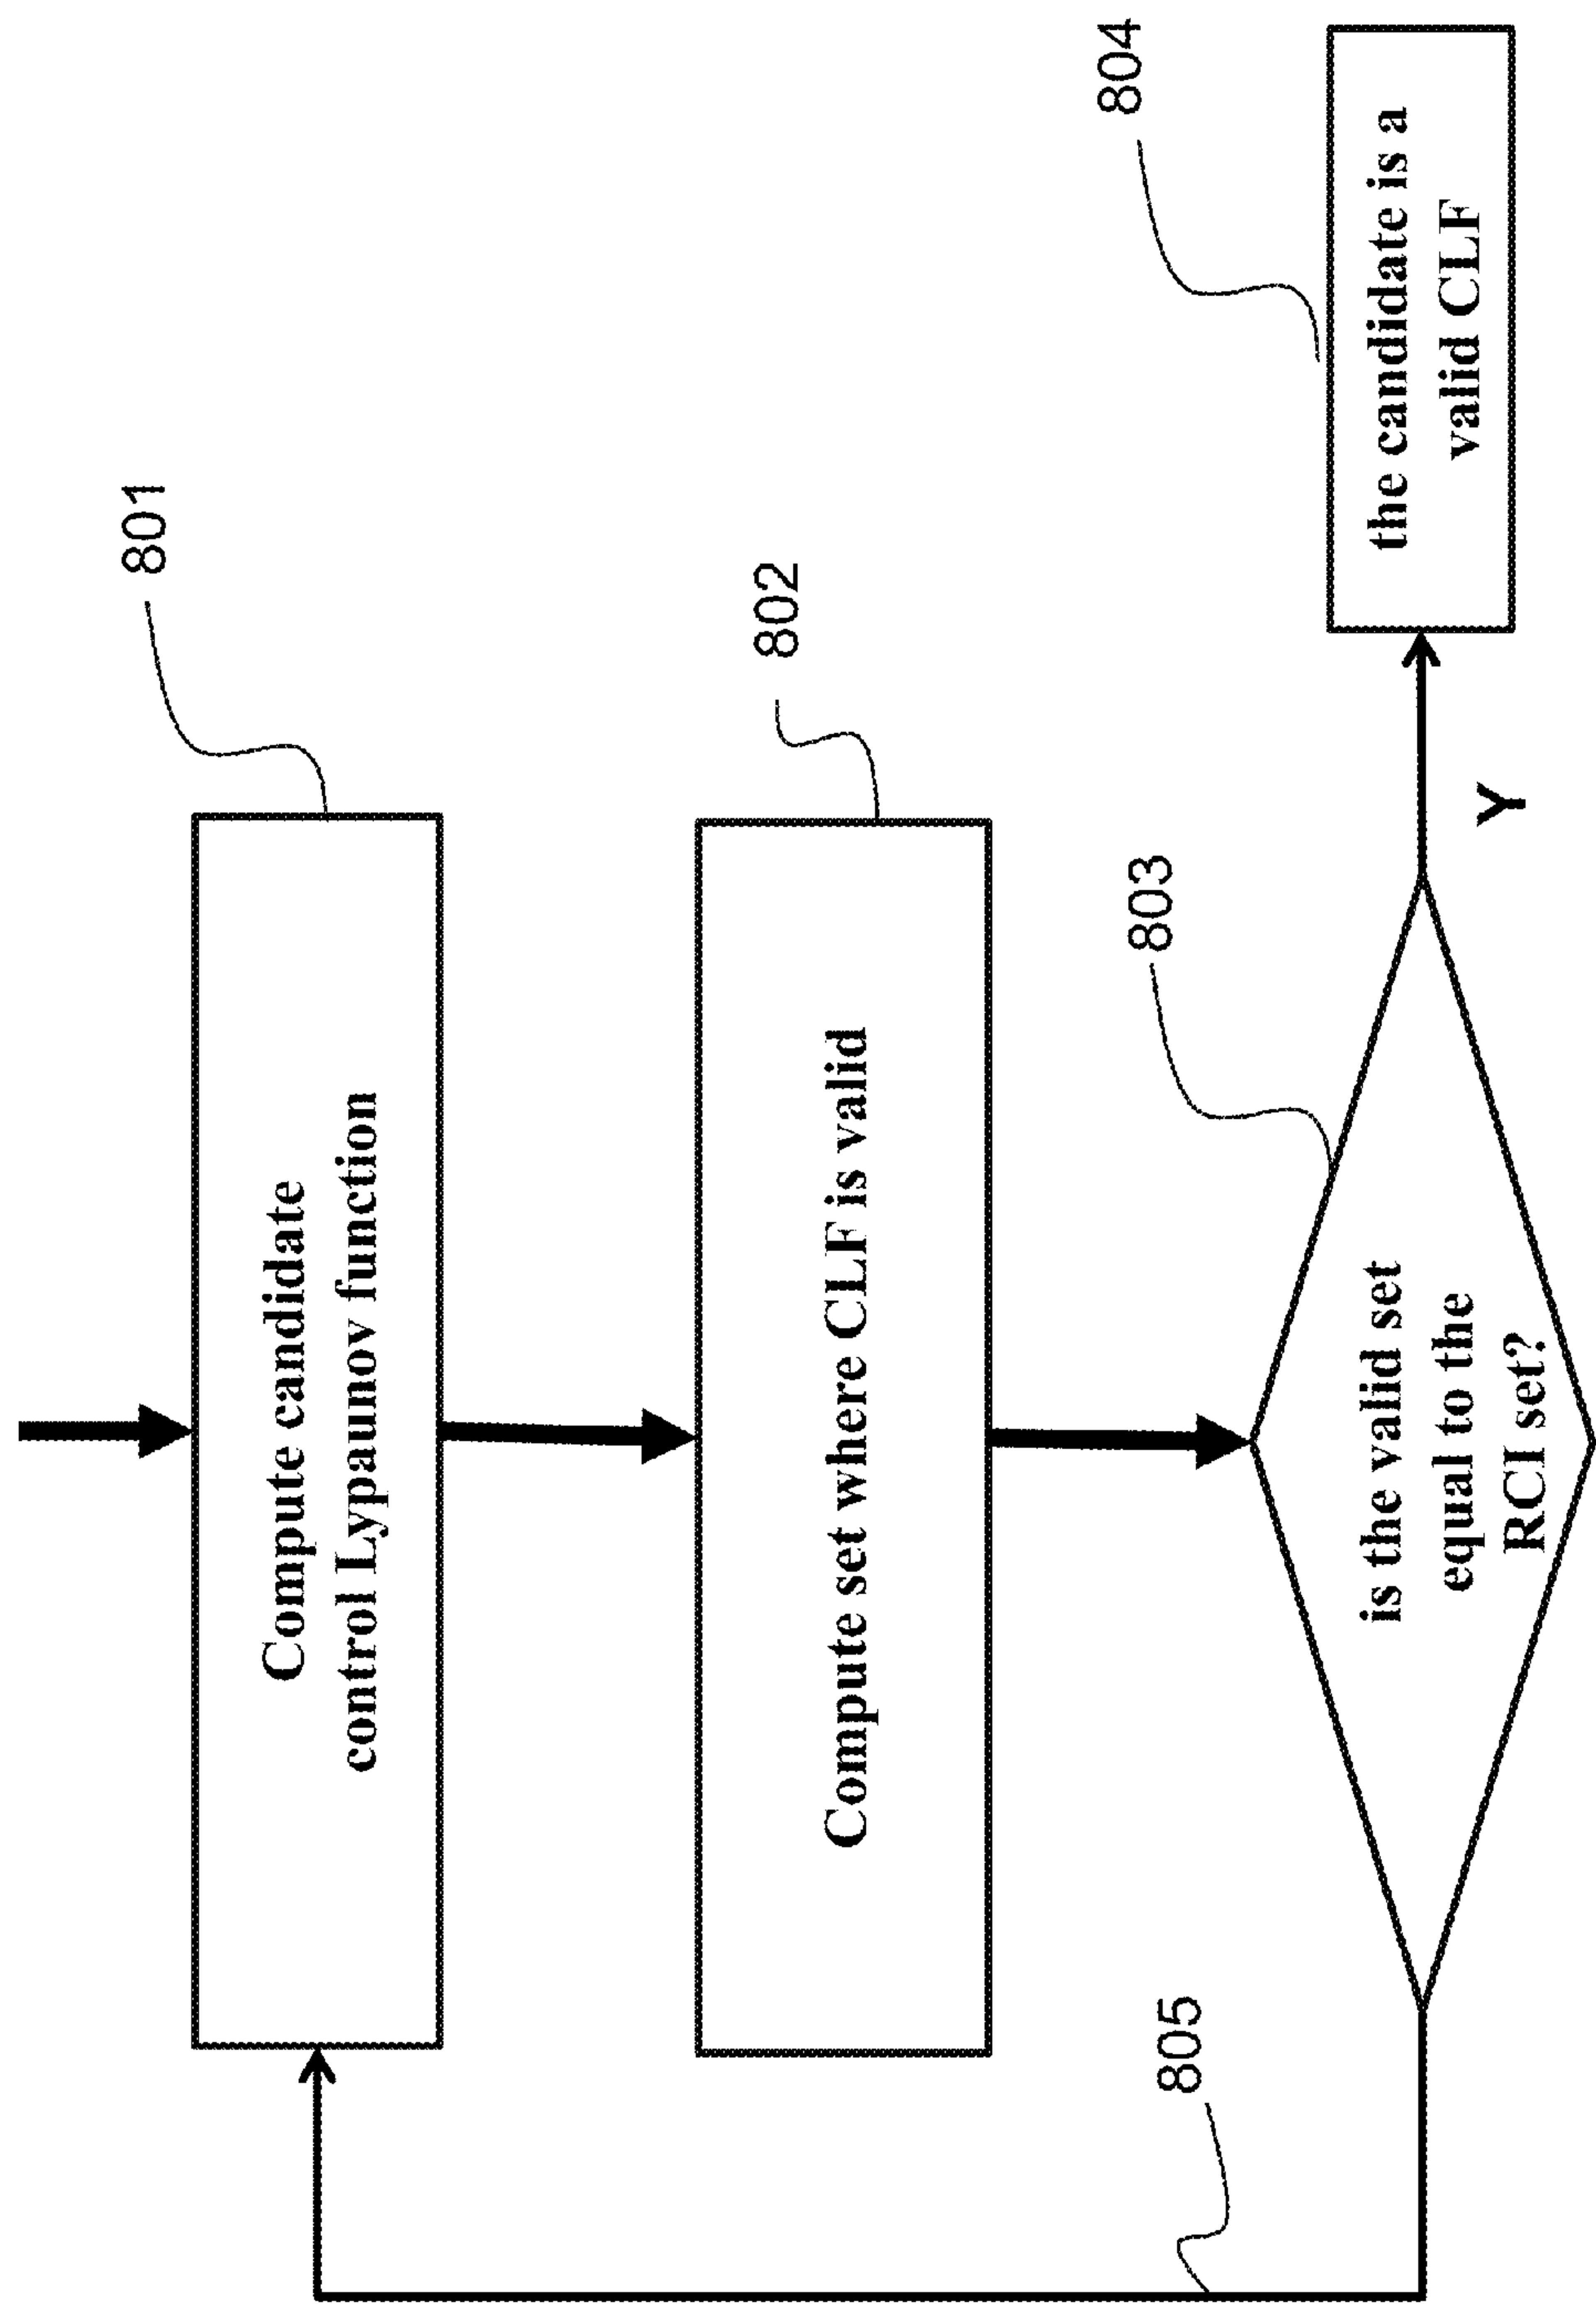 801
Compute candidate
control Lypaunov function
802
Compute set where CLF is valid
803
is the valid set
equal to the
RCI set?
Y
804
the candidate is a
valid CLF
805